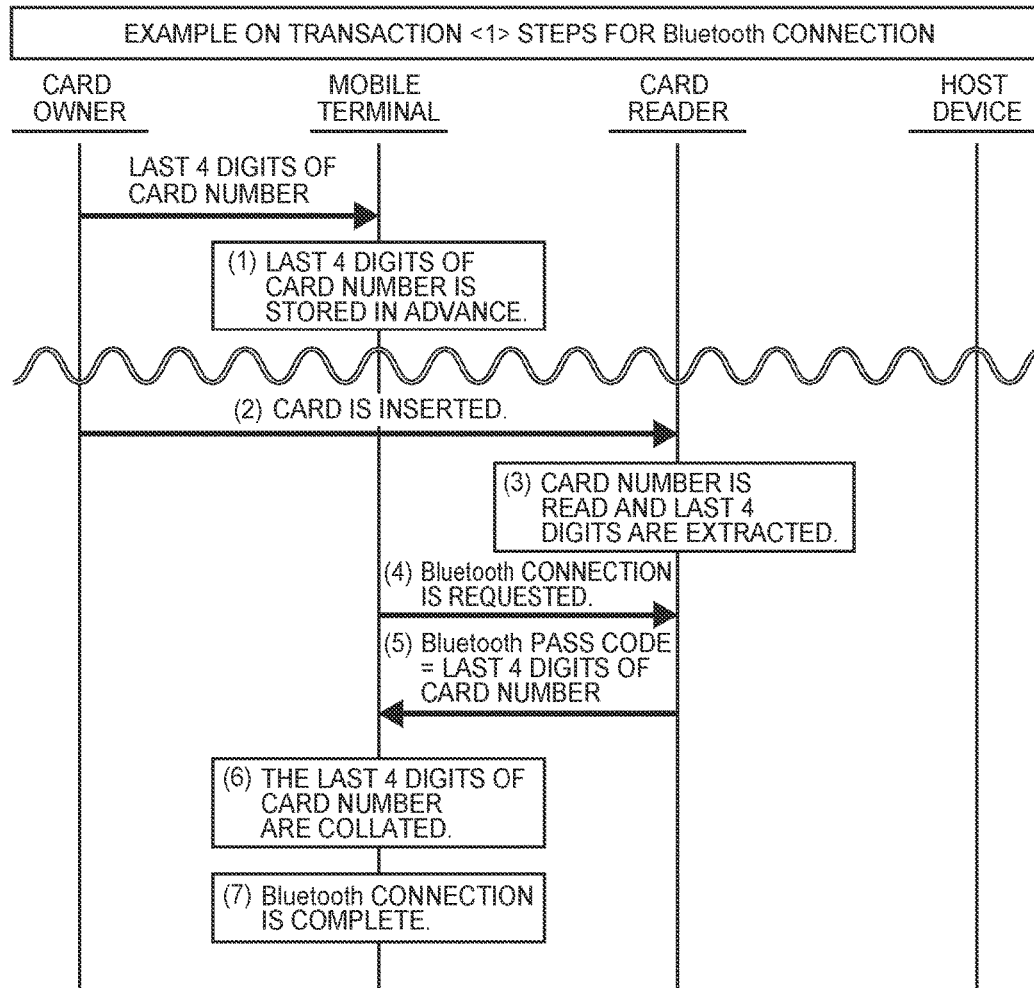 EXAMPLE ON TRANSACTION <1> STEPS FOR Bluetooth CONNECTION
CARD
OWNER
MOBILE
TERMINAL
CARD
READER
HOST
DEVICE
LAST 4 DIGITS OF
CARD NUMBER
(1) LAST 4 DIGITS OF
CARD NUMBER IS
STORED IN ADVANCE.
(2) CARD IS INSERTED.
(3) CARD NUMBER IS
READ AND LAST 4
DIGITS ARE EXTRACTED.
(4) Bluetooth CONNECTION
IS REQUESTED.
(5) Bluetooth PASS CODE
= LAST 4 DIGITS OF
CARD NUMBER
(6) THE LAST 4 DIGITS OF
CARD NUMBER
ARE COLLATED.
(7) Bluetooth CONNECTION
IS COMPLETE.